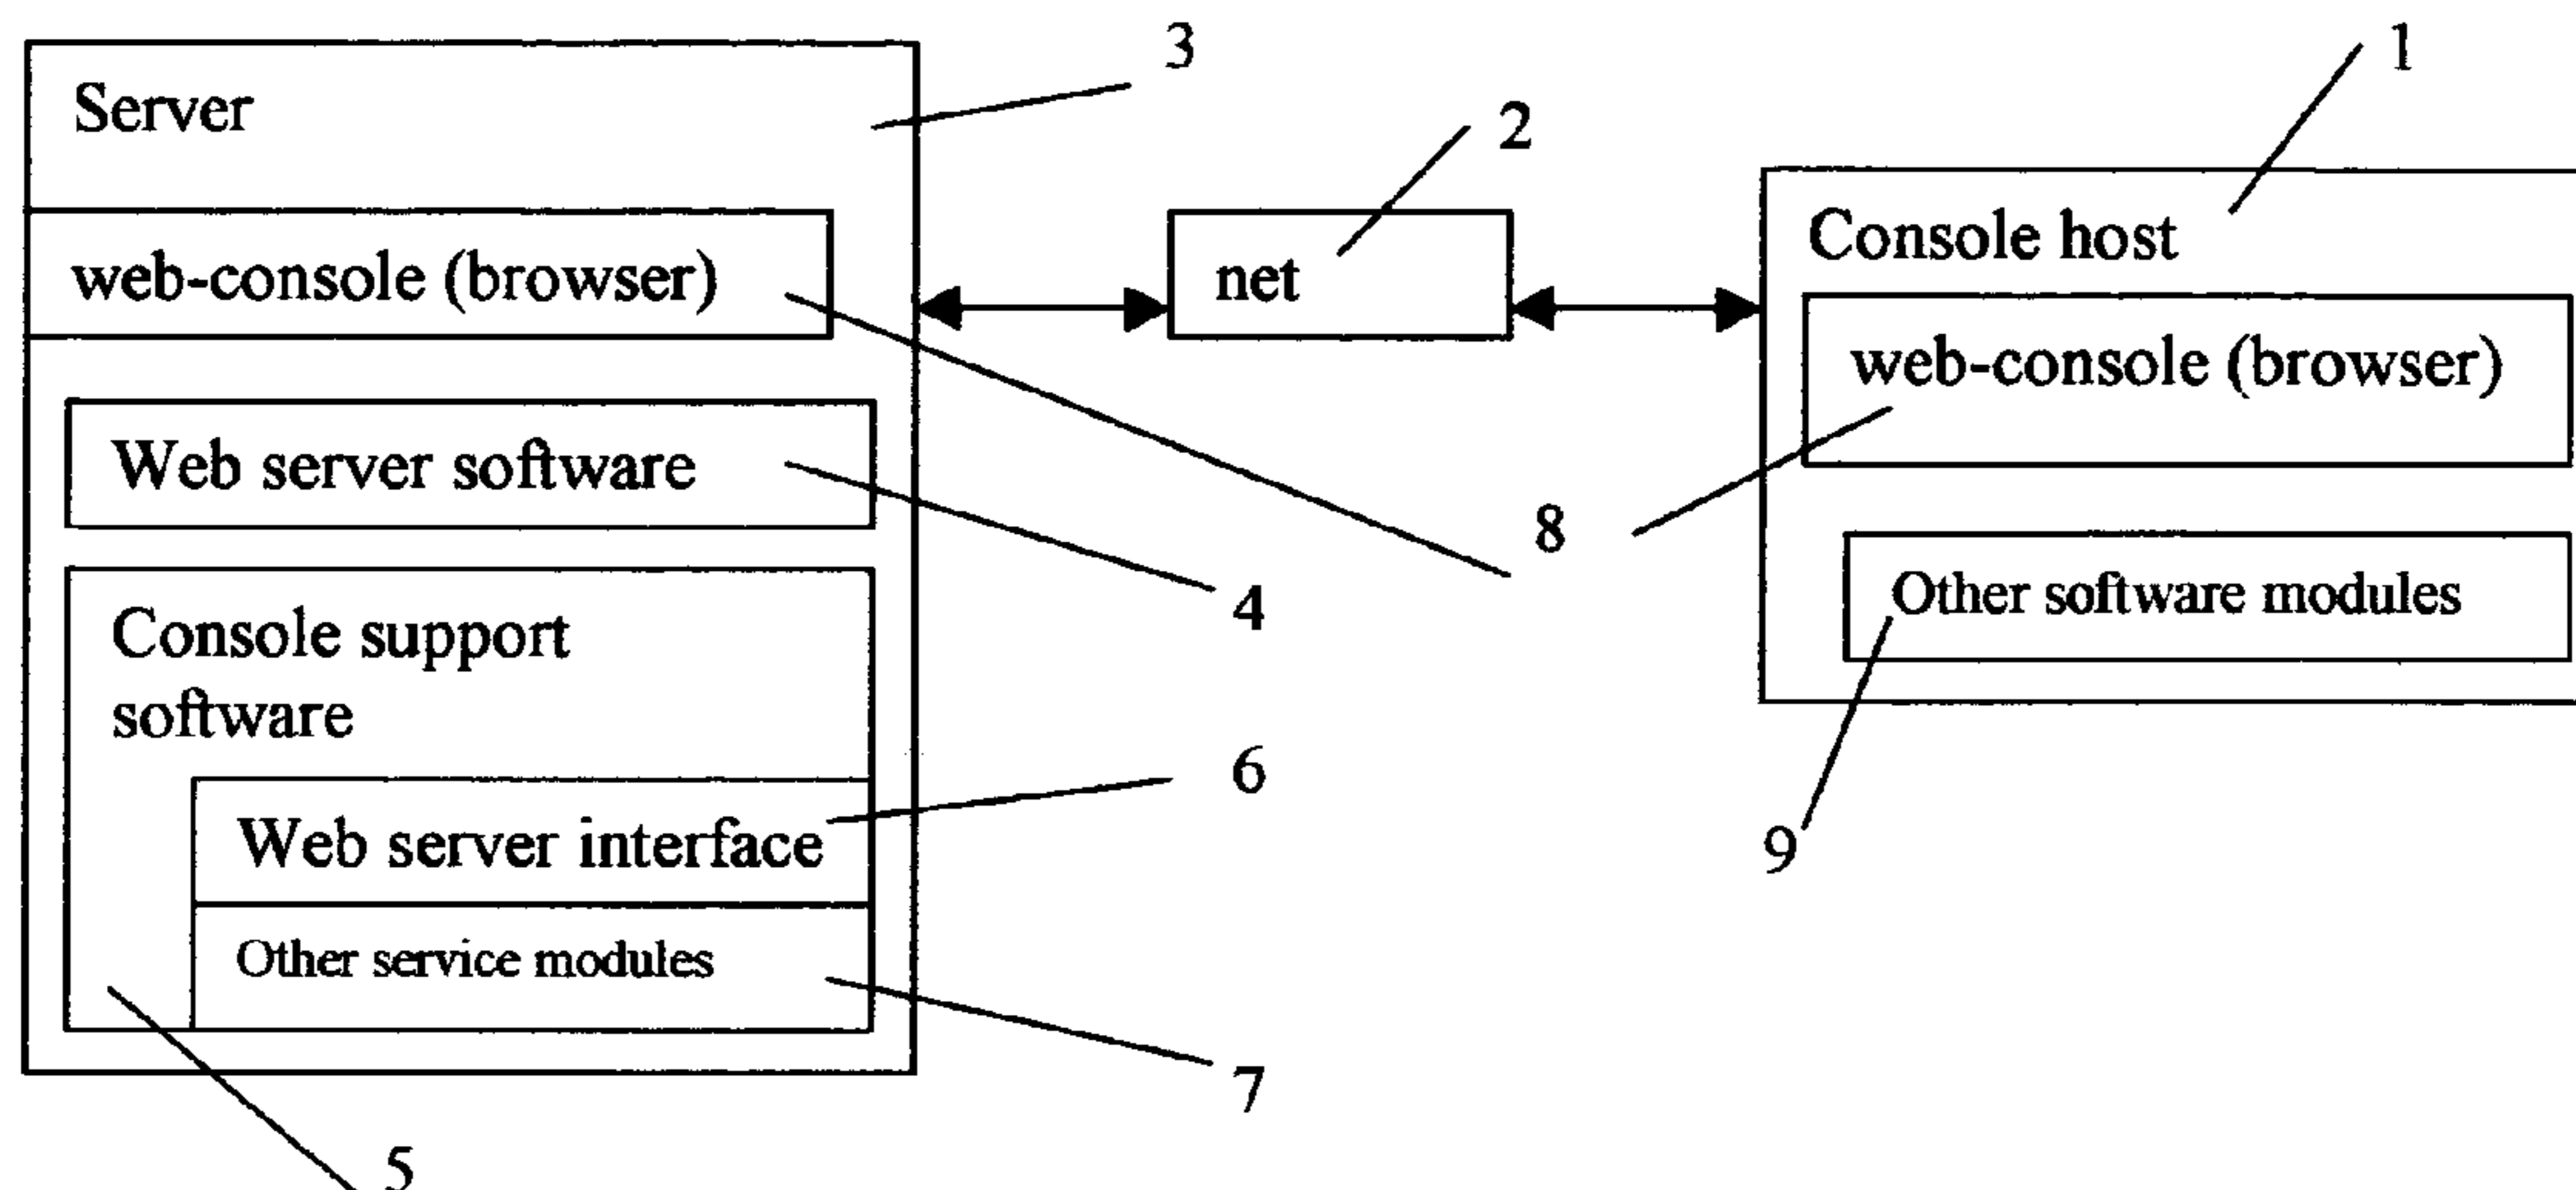 Server
web-console (browser)
Web server software
Console support
software
Web server interface
Other service modules
3
2
net
1
Console host
web-console (browser)
Other software modules
8
4
6
9
7
5